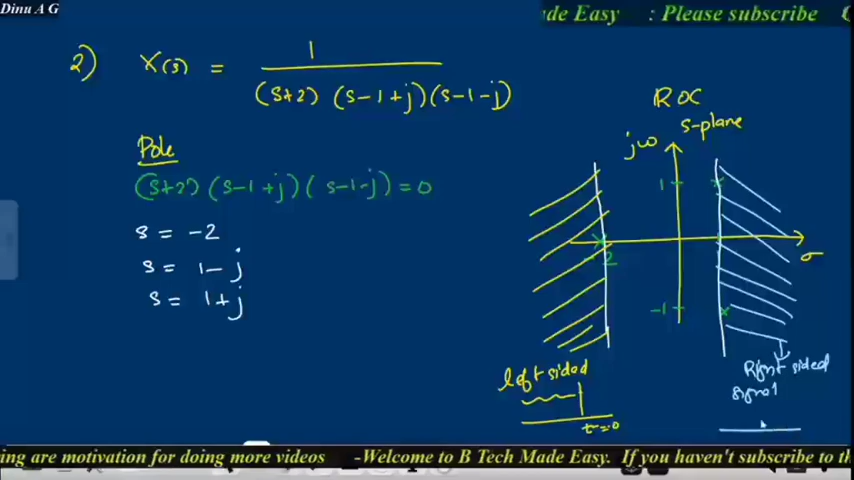 Dinu A G
de Easy : Please subscribe
2) X(s) = 1
(s+2) (s-1+j)(s-1-j)
Pole
(s+2) (s-1+j) (s-1-j) = 0
s = -2
s = 1-j
s = 1+j
ROC
s-plane
jω
1
-2
σ
-1
left sided
t=0
Right sided
signal
ing are motivation for doing more videos -Welcome to B Tech Made Easy. If you haven't subscribe to th